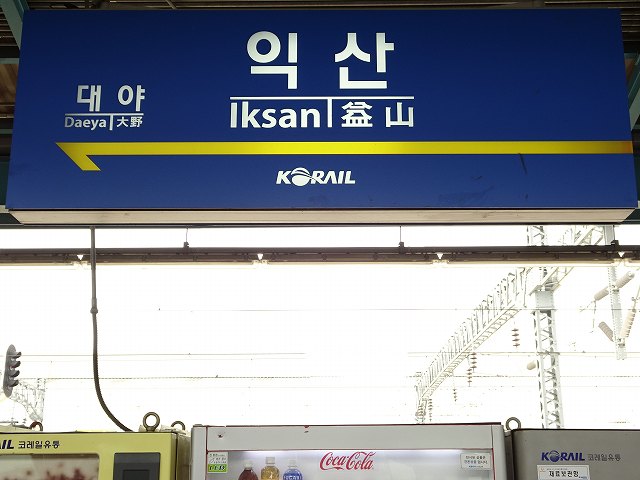 익산
Iksan 益山
대야
Daeya 大野
KORAIL
AIL 코레일유통
Coca-Cola
KORAIL 코레일유통